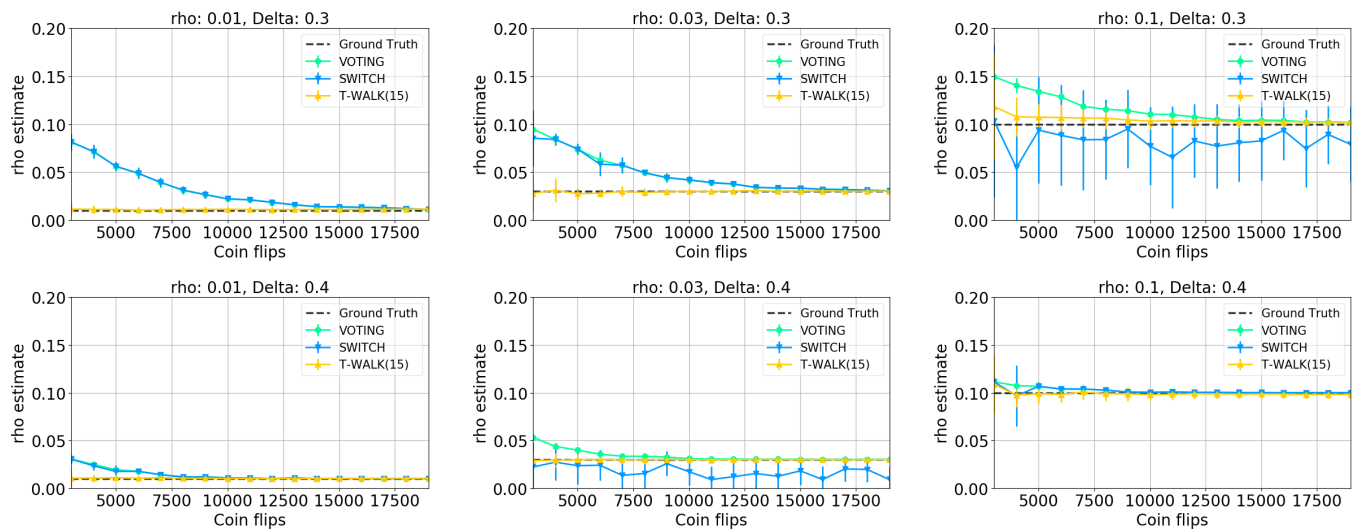 rho: 0.01, Delta: 0.3
0.20
0.15
0.10
0.05
0.00
rho estimate
Ground Truth
VOTING
SWITCH
T-WALK(15)
5000 7500 10000 12500 15000 17500
Coin flips
rho: 0.03, Delta: 0.3
0.20
0.15
0.10
0.05
0.00
rho estimate
Ground Truth
VOTING
SWITCH
T-WALK(15)
5000 7500 10000 12500 15000 17500
Coin flips
rho: 0.1, Delta: 0.3
0.20
0.15
0.10
0.05
0.00
rho estimate
Ground Truth
VOTING
SWITCH
T-WALK(15)
5000 7500 10000 12500 15000 17500
Coin flips
rho: 0.01, Delta: 0.4
0.20
0.15
0.10
0.05
0.00
rho estimate
Ground Truth
VOTING
SWITCH
T-WALK(15)
5000 7500 10000 12500 15000 17500
Coin flips
rho: 0.03, Delta: 0.4
0.20
0.15
0.10
0.05
0.00
rho estimate
Ground Truth
VOTING
SWITCH
T-WALK(15)
5000 7500 10000 12500 15000 17500
Coin flips
rho: 0.1, Delta: 0.4
0.20
0.15
0.10
0.05
0.00
rho estimate
Ground Truth
VOTING
SWITCH
T-WALK(15)
5000 7500 10000 12500 15000 17500
Coin flips